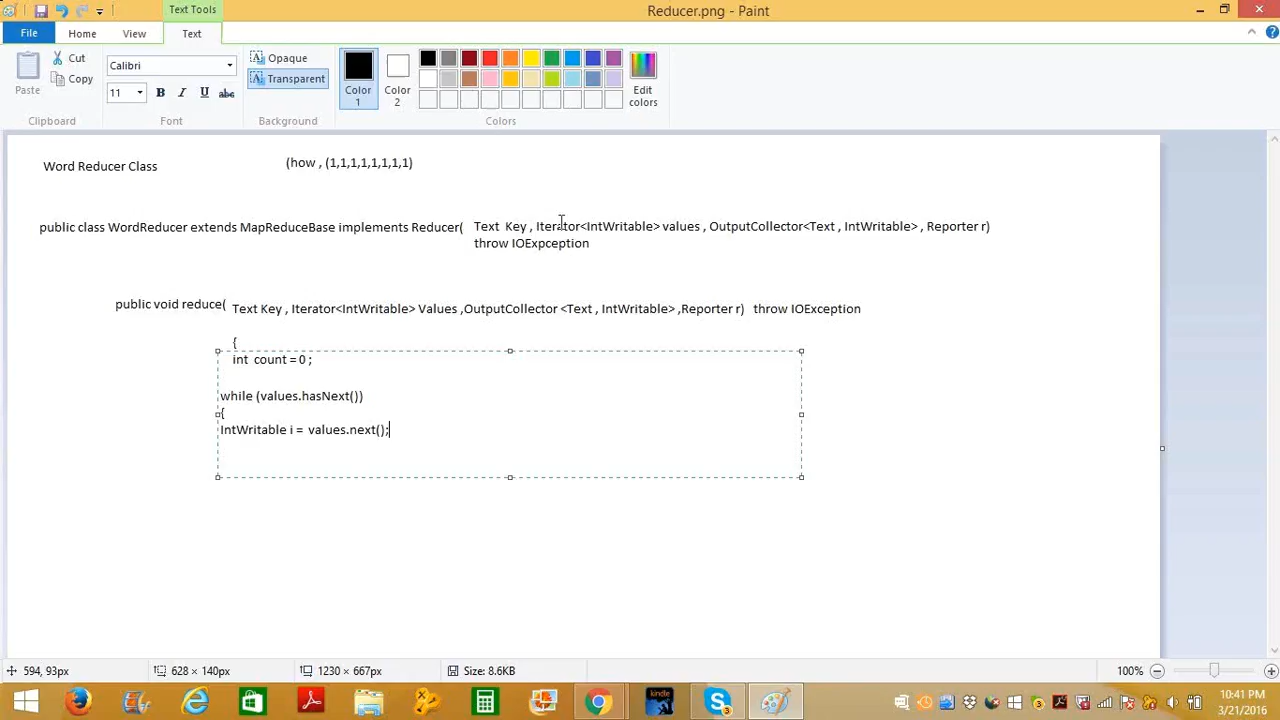 Text Tools
Reducer.png - Paint
File
Home
View
Text
Cut
Copy
Paste
Calibri
11
B I U abc
Opaque
Transparent
Color 1
Color 2
Edit colors
Clipboard
Font
Background
Colors
Word Reducer Class
(how , (1,1,1,1,1,1,1,1)
public class WordReducer extends MapReduceBase implements Reducer( Text Key , Iterator<IntWritable> values , OutputCollector<Text , IntWritable> , Reporter r)
throw IOExpception
public void reduce( Text Key , Iterator<IntWritable> Values ,OutputCollector <Text , IntWritable> ,Reporter r) throw IOException
{
int count = 0 ;
while (values.hasNext())
{
IntWritable i = values.next();
594, 93px
628 × 140px
1230 × 667px
Size: 8.6KB
100%
kindle
10:41 PM
3/21/2016